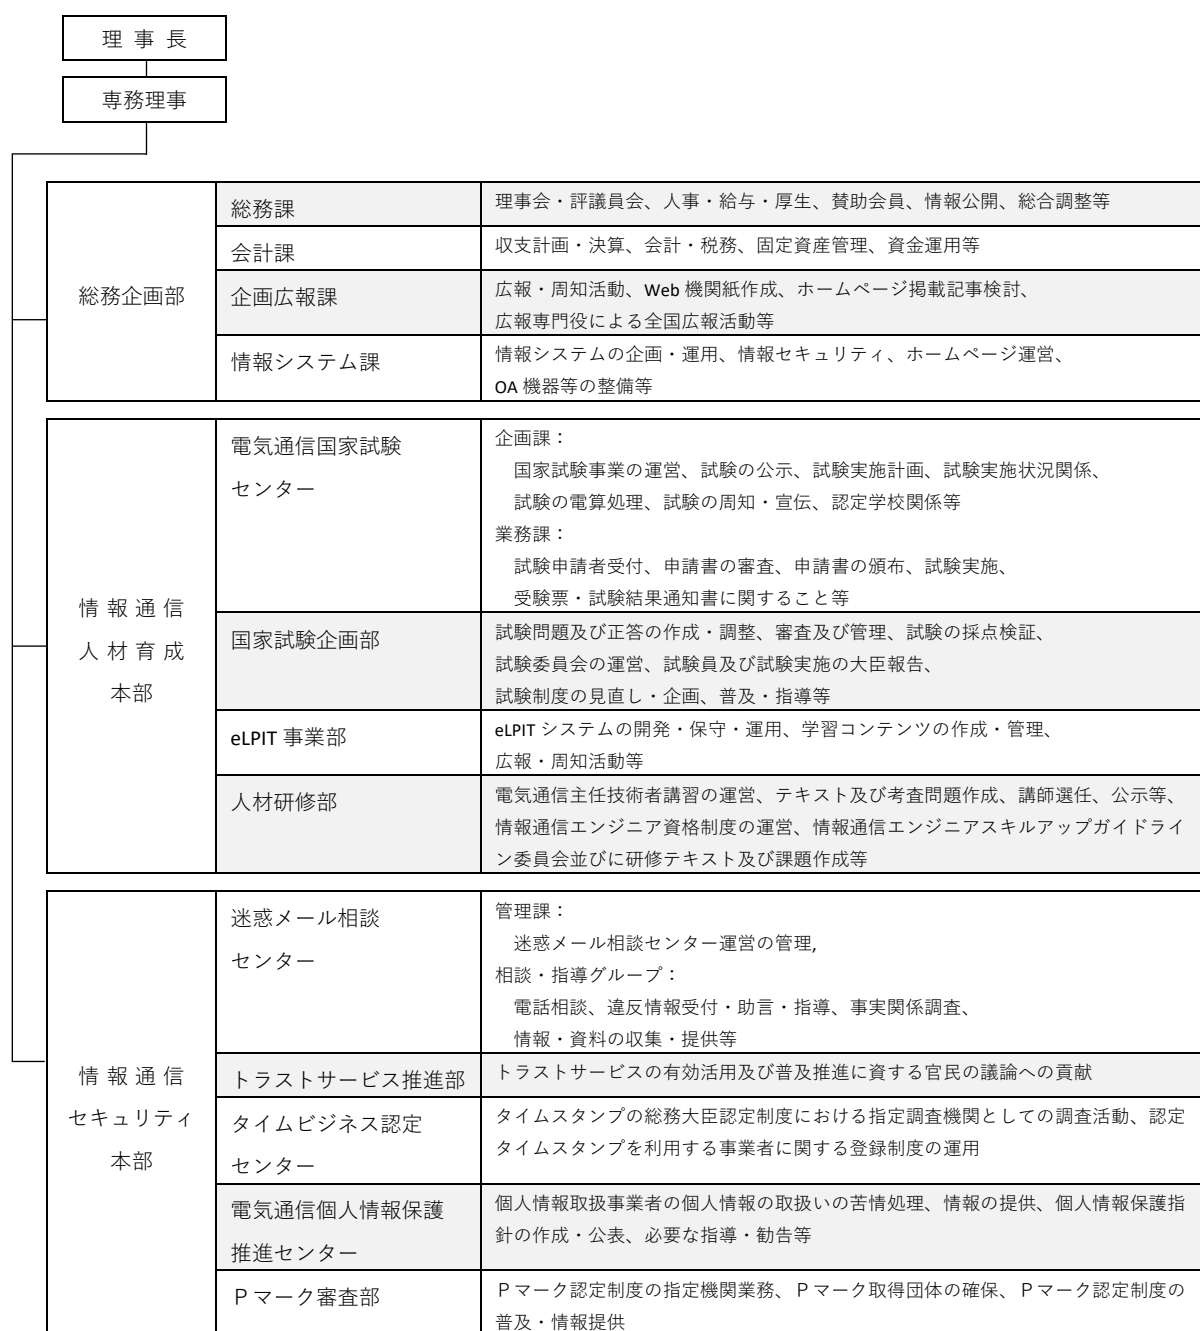 理 事 長
専務理事
総務企画部
総務課
理事会・評議員会、人事・給与・厚生、賛助会員、情報公開、総合調整等
会計課
収支計画・決算、会計・税務、固定資産管理、資金運用等
企画広報課
広報・周知活動、Web 機関紙作成、ホームページ掲載記事検討、
広報専門役による全国広報活動等
情報システム課
情報システムの企画・運用、情報セキュリティ、ホームページ運営、
OA 機器等の整備等
情 報 通 信
人 材 育 成
本部
電気通信国家試験
センター
企画課：
国家試験事業の運営、試験の公示、試験実施計画、試験実施状況関係、
試験の電算処理、試験の周知・宣伝、認定学校関係等
業務課：
試験申請者受付、申請書の審査、申請書の頒布、試験実施、
受験票・試験結果通知書に関すること等
国家試験企画部
試験問題及び正答の作成・調整、審査及び管理、試験の採点検証、
試験委員会の運営、試験員及び試験実施の大臣報告、
試験制度の見直し・企画、普及・指導等
eLPIT 事業部
eLPIT システムの開発・保守・運用、学習コンテンツの作成・管理、
広報・周知活動等
人材研修部
電気通信主任技術者講習の運営、テキスト及び考査問題作成、講師選任、公示等、
情報通信エンジニア資格制度の運営、情報通信エンジニアスキルアップガイドライ
ン委員会並びに研修テキスト及び課題作成等
情 報 通 信
セキュリティ
本部
迷惑メール相談
センター
管理課：
迷惑メール相談センター運営の管理,
相談・指導グループ：
電話相談、違反情報受付・助言・指導、事実関係調査、
情報・資料の収集・提供等
トラストサービス推進部
トラストサービスの有効活用及び普及推進に資する官民の議論への貢献
タイムビジネス認定
センター
タイムスタンプの総務大臣認定制度における指定調査機関としての調査活動、認定
タイムスタンプを利用する事業者に関する登録制度の運用
電気通信個人情報保護
推進センター
個人情報取扱事業者の個人情報の取扱いの苦情処理、情報の提供、個人情報保護指
針の作成・公表、必要な指導・勧告等
Ｐマーク審査部
Ｐマーク認定制度の指定機関業務、Ｐマーク取得団体の確保、Ｐマーク認定制度の
普及・情報提供